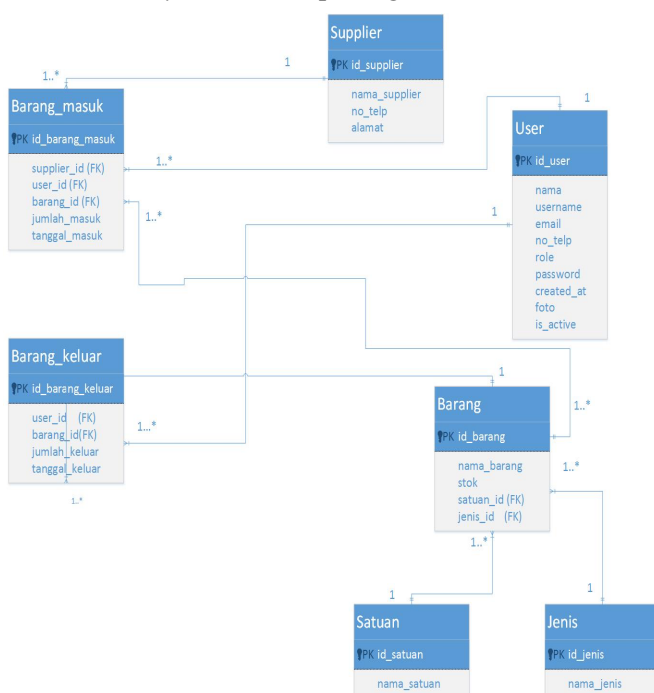 Supplier
PK id_supplier
nama_supplier
no_telp
alamat
1
1..*
Barang_masuk
PK id_barang_masuk
supplier_id (FK)
user_id (FK)
barang_id (FK)
jumlah_masuk
tanggal_masuk
1..*
1..*
1
User
PK id_user
nama
username
email
no_telp
role
password
created_at
foto
is_active
1
Barang_keluar
PK id_barang_keluar
user_id (FK)
barang_id(FK)
jumlah_keluar
tanggal_keluar
1...*
1..*
1
Barang
PK id_barang
nama_barang
stok
satuan_id (FK)
jenis_id (FK)
1..*
1..*
1..*
1
1
Satuan
PK id_satuan
nama_satuan
Jenis
PK id_jenis
nama_jenis